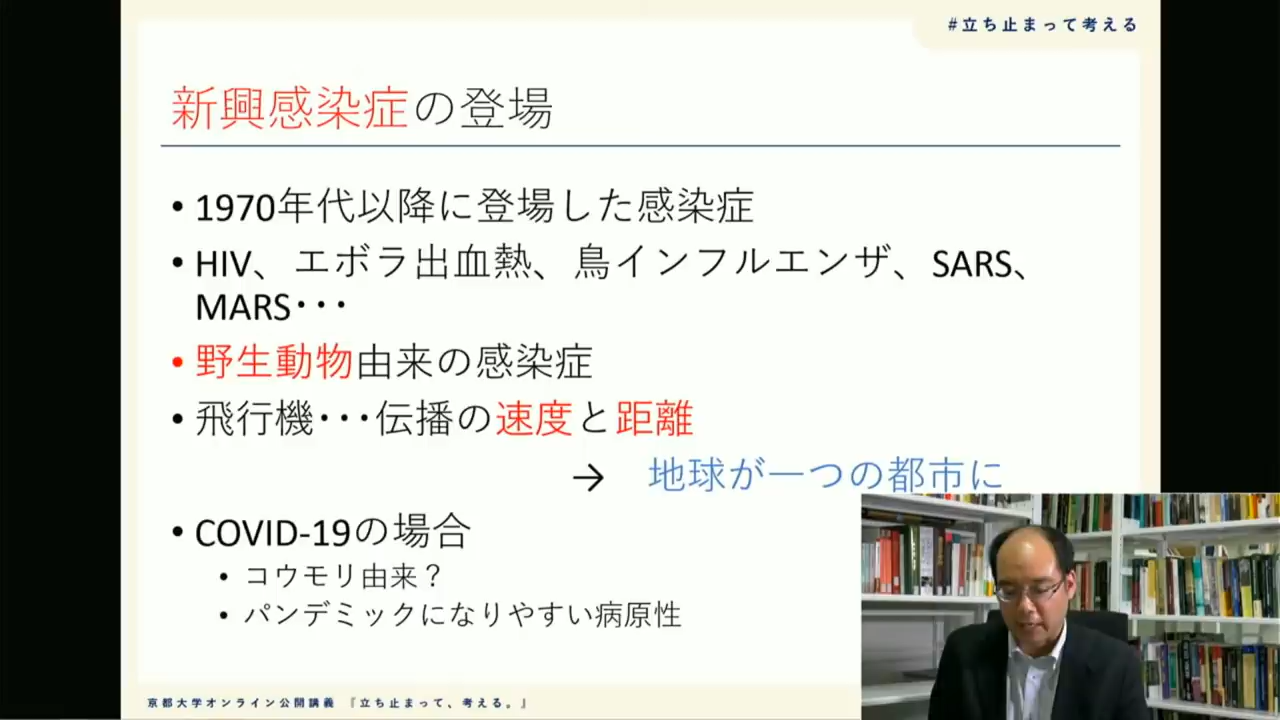 #立ち止まって考える
新興感染症の登場
• 1970年代以降に登場した感染症
• HIV、エボラ出血熱、鳥インフルエンザ、SARS、
MARS・・・
• 野生動物由来の感染症
• 飛行機・・・伝播の速度と距離
→ 地球が一つの都市に
• COVID-19の場合
• コウモリ由来？
• パンデミックになりやすい病原性
京都大学オンライン公開講義 『立ち止まって、考える。』